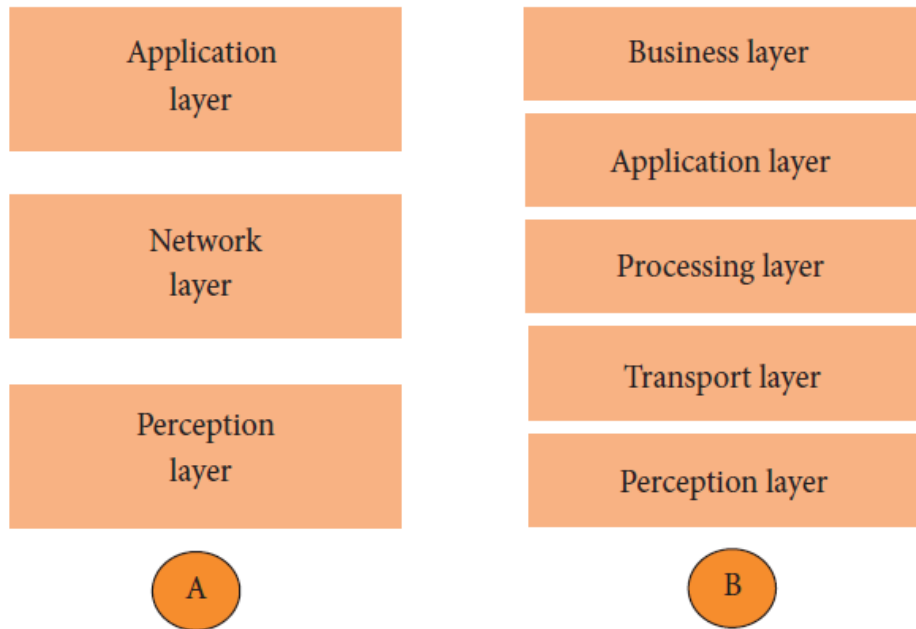 Application
layer
Network
layer
Perception
layer
A
Business layer
Application layer
Processing layer
Transport layer
Perception layer
B